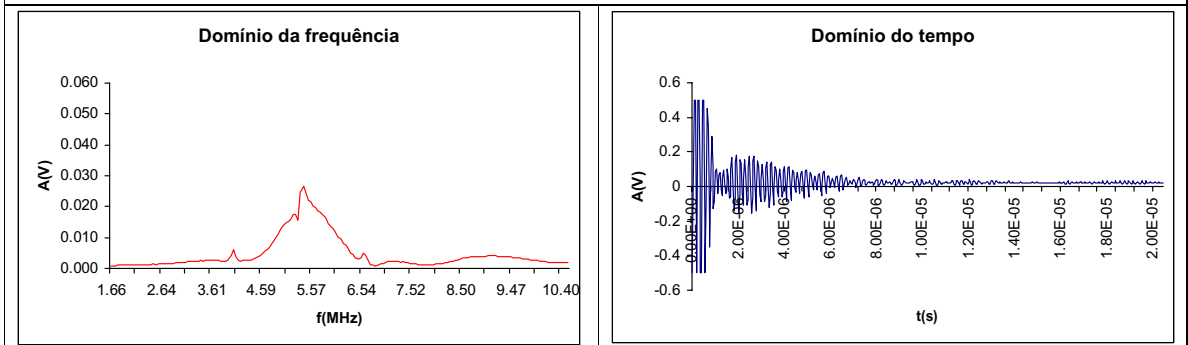 Domínio da frequência
0.060
0.050
0.040
0.030
0.020
0.010
0.000
A(V)
1.66 2.64 3.61 4.59 5.57 6.54 7.52 8.50 9.47 10.40
f(MHz)
Domínio do tempo
0.6
0.4
0.2
0
-0.2
-0.4
-0.6
A(V)
0.00E+00 2.00E-06 4.00E-06 6.00E-06 8.00E-06 1.00E-05 1.20E-05 1.40E-05 1.60E-05 1.80E-05 2.00E-05
t(s)